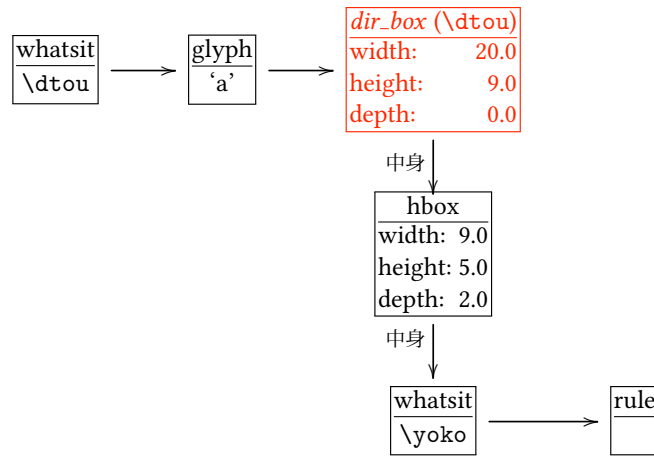 whatsit
\dtou
glyph
‘a’
dir_box (\dtou)
width: 20.0
height: 9.0
depth: 0.0
中身
hbox
width: 9.0
height: 5.0
depth: 2.0
中身
whatsit
\yoko
rule